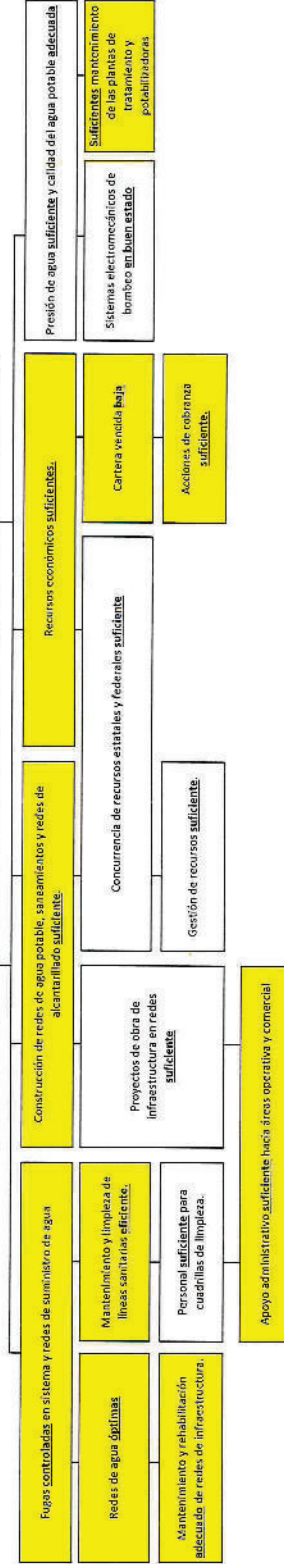 Fugas controladas en sistema y redes de suministro de agua
Construcción de redes de agua potable, saneamientos y redes de
alcantarillado suficiente.
Recursos económicos suficientes.
Presión de agua suficiente y calidad del agua potable adecuada
Redes de agua óptimas
Mantenimiento y limpieza de
líneas sanitarias eficiente.
Proyectos de obra de
infraestructura en redes
suficiente
Concurrencia de recursos estatales y federales suficiente
Cartera vencida baja
Sistemas electromecánicos de
bombeo en buen estado
Suficientes mantenimiento
de las plantas de
tratamiento y
potabilizadoras
Mantenimiento y rehabilitación
adecuado de redes de infraestructura.
Personal suficiente para
cuadrillas de limpieza.
Gestión de recursos suficiente.
Acciones de cobranza
suficiente.
Apoyo administrativo suficiente hacia áreas operativa y comercial